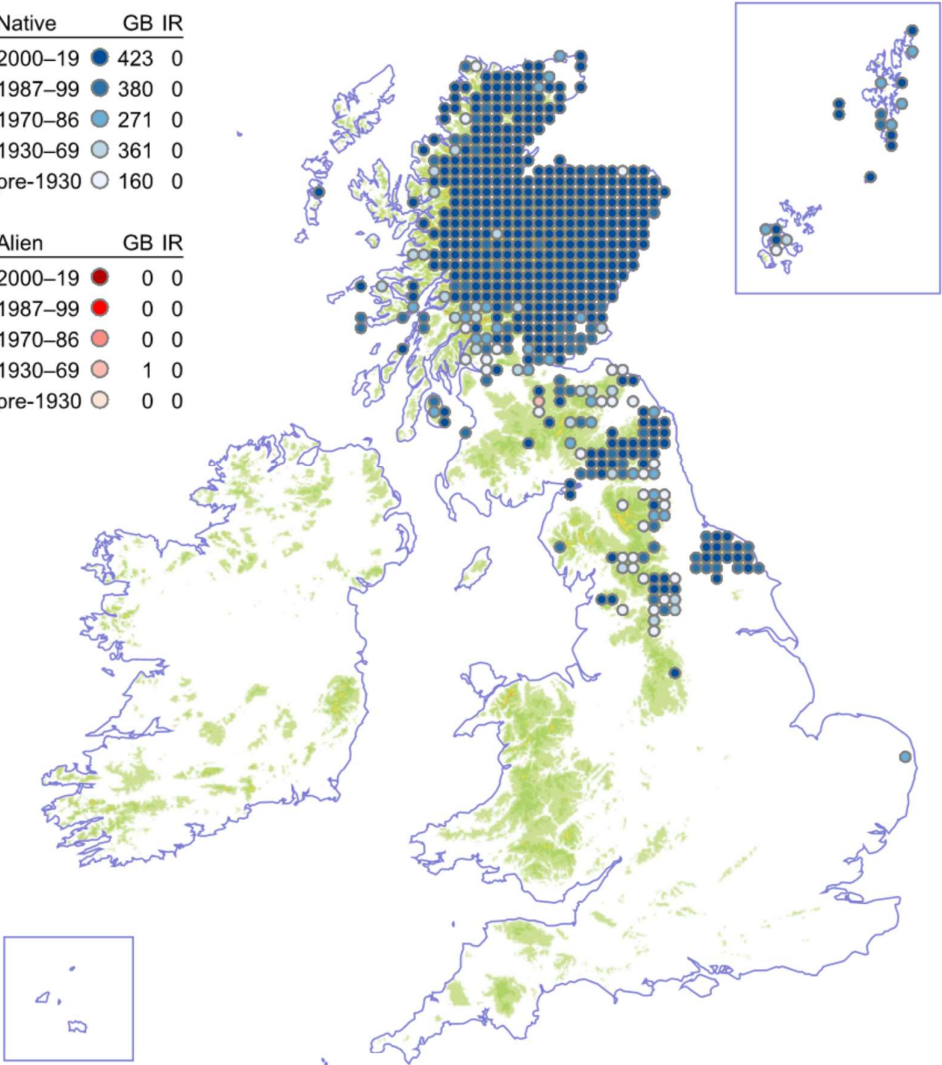 Native GB IR
2000–19 423 0
1987–99 380 0
1970–86 271 0
1930–69 361 0
pre-1930 160 0
Alien GB IR
2000–19 0 0
1987–99 0 0
1970–86 0 0
1930–69 1 0
pre-1930 0 0